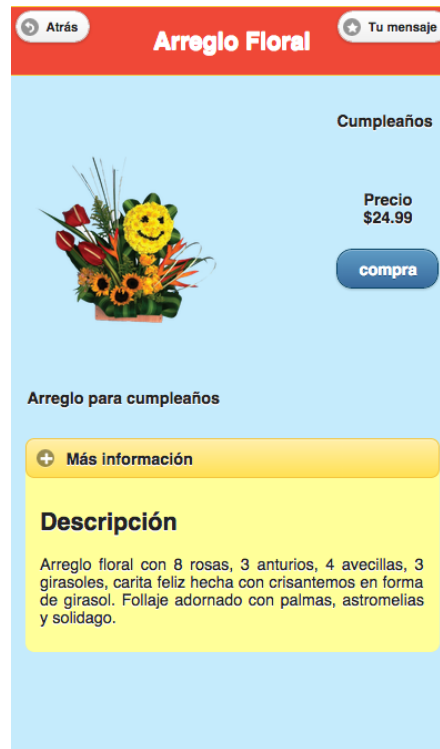 Atrás
Arreglo Floral
Tu mensaje
Cumpleaños
Precio
$24.99
compra
Arreglo para cumpleaños
Más información
Descripción
Arreglo floral con 8 rosas, 3 anturios, 4 avecillas, 3
girasoles, carita feliz hecha con crisantemos en forma
de girasol. Follaje adornado con palmas, astromelias
y solidago.